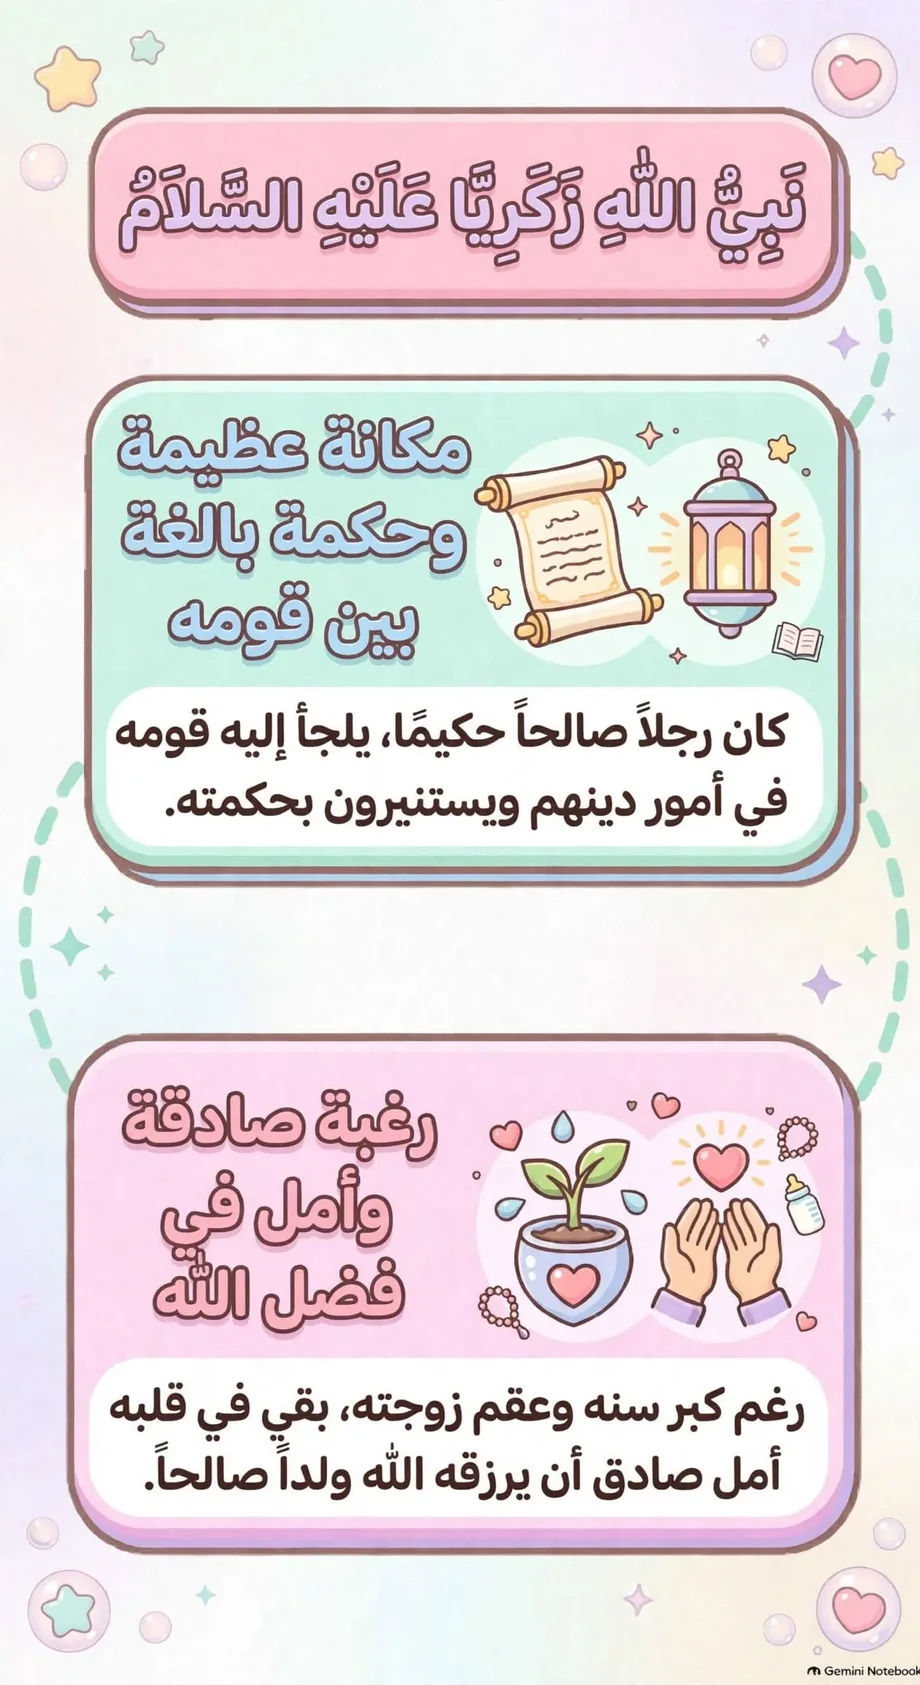 نَبِيُّ اللّٰهِ زَكَرِيَّا عَلَيْهِ السَّلاَمُ
مكانة عظيمة
وحكمة بالغة
بين قومه
كان رجلاً صالحاً حكيمًا، يلجأ إليه قومه
في أمور دينهم ويستنيرون بحكمته.
رغبة صادقة
وأمل في
فضل الله
رغم كبر سنه وعقم زوجته، بقي في قلبه
أمل صادق أن يرزقه الله ولداً صالحاً.
Gemini Notebook